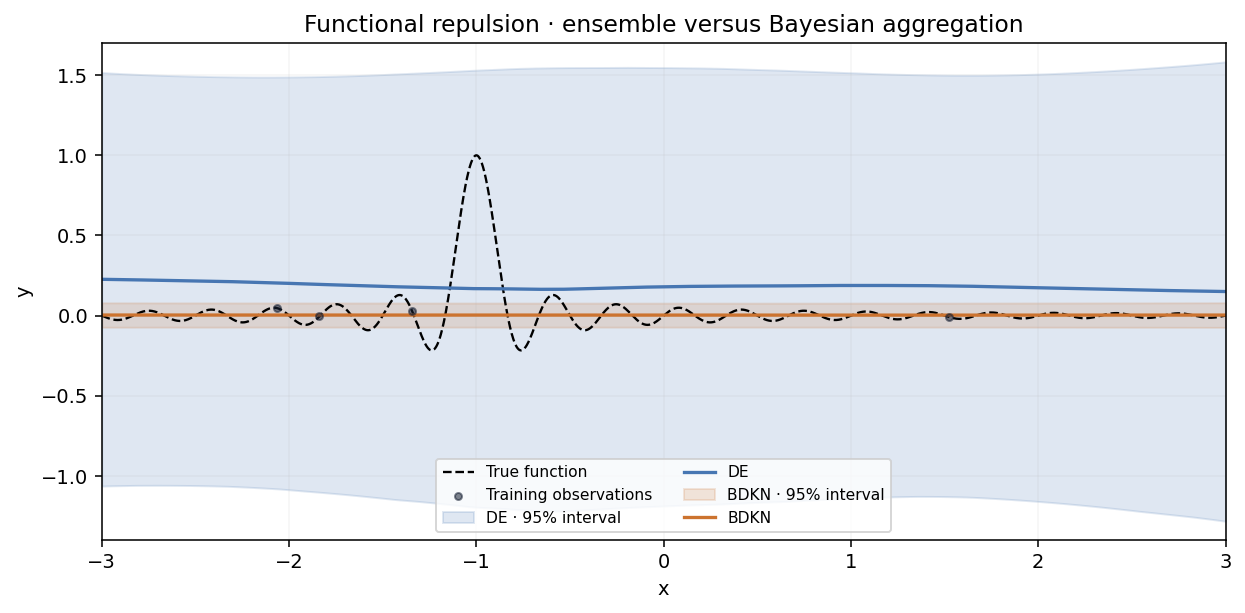 Functional repulsion · ensemble versus Bayesian aggregation
y
1.5
1.0
0.5
0.0
−0.5
−1.0
True function
Training observations
DE · 95% interval
DE
BDKN · 95% interval
BDKN
−3 −2 −1 0 1 2 3
x